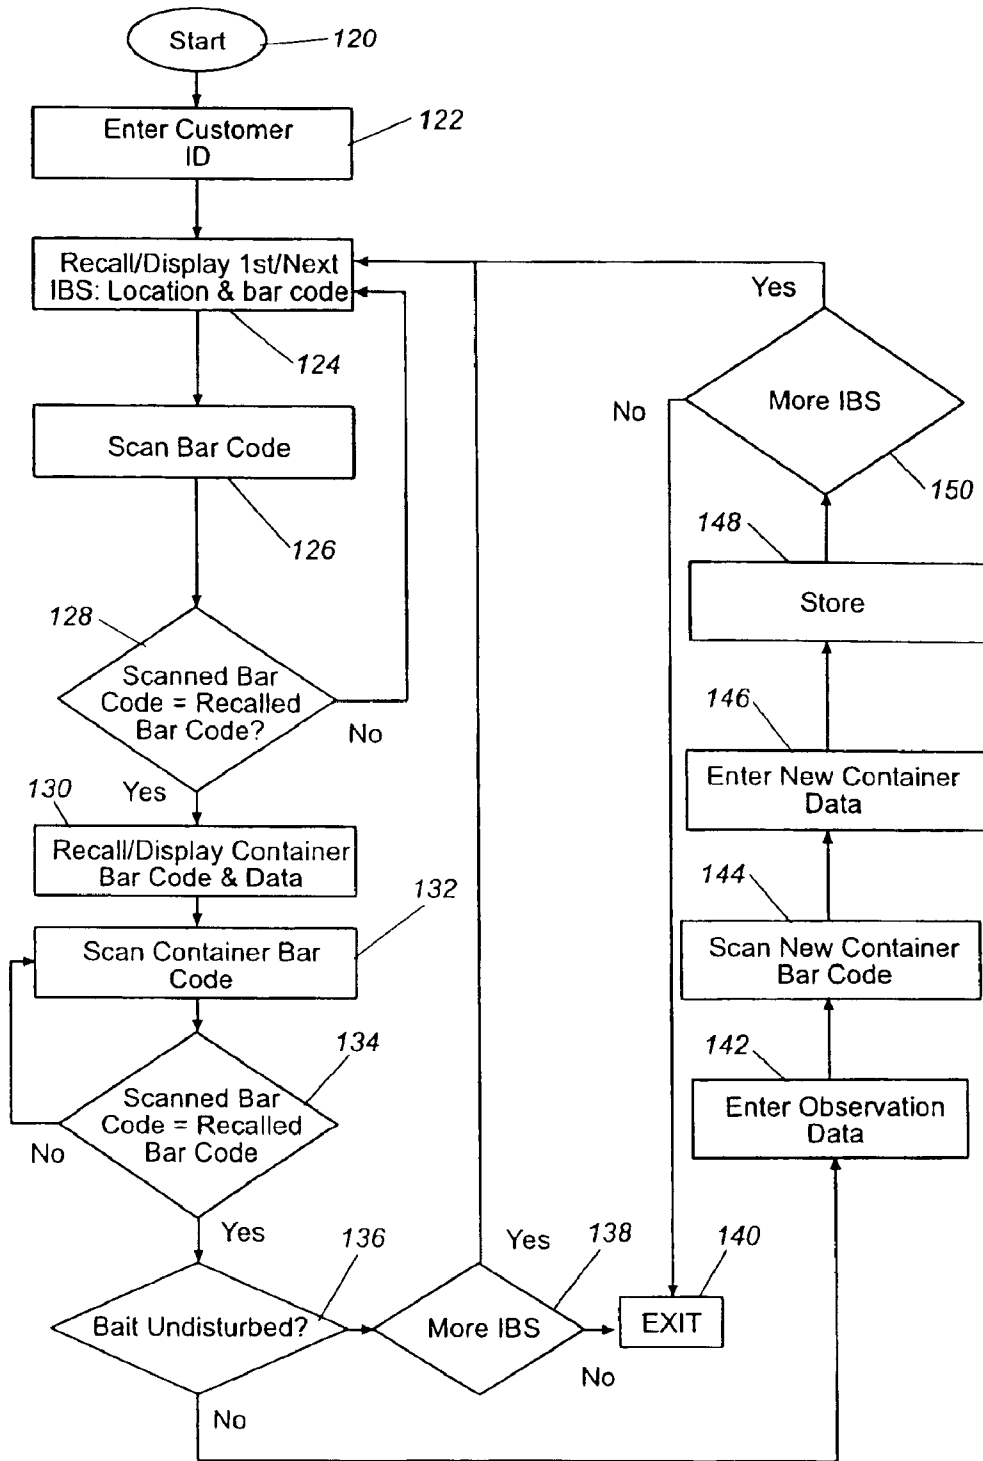 Start
120
Enter Customer
ID
122
Recall/Display 1st/Next
IBS: Location & bar code
124
Scan Bar Code
126
128
Scanned Bar
Code = Recalled
Bar Code?
No
Yes
130
Recall/Display Container
Bar Code & Data
132
Scan Container Bar
Code
134
Scanned Bar
Code = Recalled
Bar Code
No
Yes
136
Bait Undisturbed?
No
More IBS
138
Yes
No
140
EXIT
142
Enter Observation
Data
144
Scan New Container
Bar Code
146
Enter New Container
Data
148
Store
150
More IBS
Yes
No